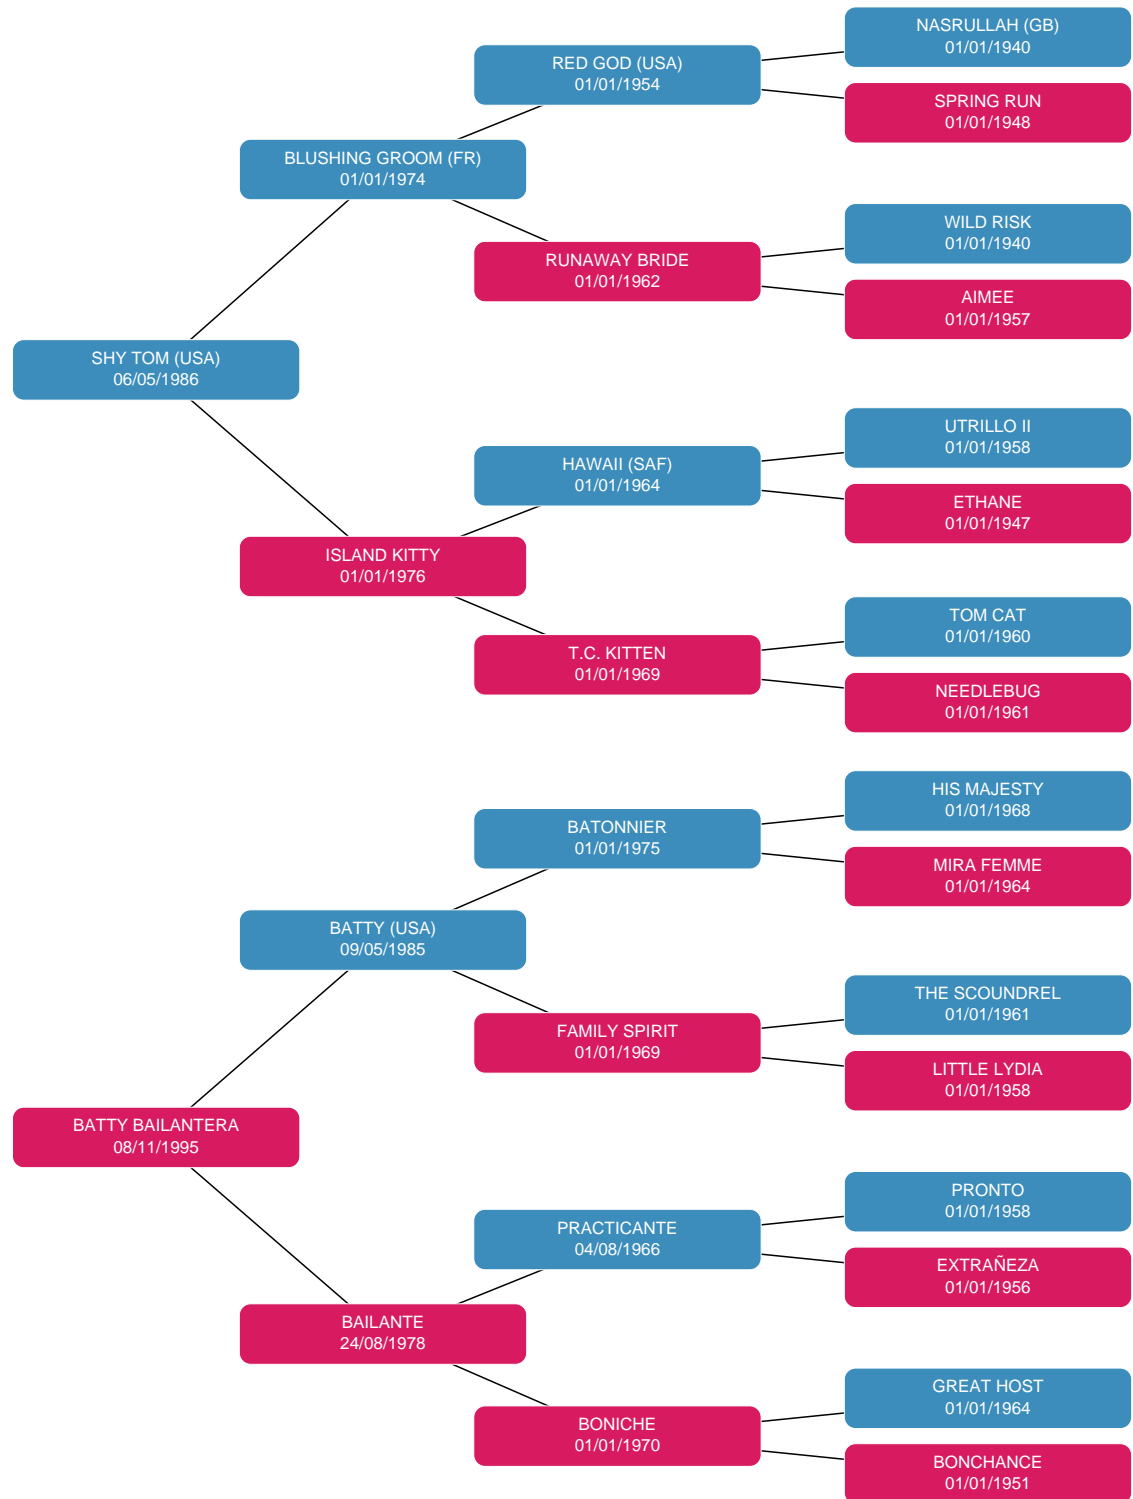 NASRULLAH (GB)
01/01/1940
RED GOD (USA)
01/01/1954
SPRING RUN
01/01/1948
BLUSHING GROOM (FR)
01/01/1974
WILD RISK
01/01/1940
RUNAWAY BRIDE
01/01/1962
AIMEE
01/01/1957
SHY TOM (USA)
06/05/1986
UTRILLO II
01/01/1958
HAWAII (SAF)
01/01/1964
ETHANE
01/01/1947
ISLAND KITTY
01/01/1976
TOM CAT
01/01/1960
T.C. KITTEN
01/01/1969
NEEDLEBUG
01/01/1961
HIS MAJESTY
01/01/1968
BATONNIER
01/01/1975
MIRA FEMME
01/01/1964
BATTY (USA)
09/05/1985
THE SCOUNDREL
01/01/1961
FAMILY SPIRIT
01/01/1969
LITTLE LYDIA
01/01/1958
BATTY BAILANTERA
08/11/1995
PRONTO
01/01/1958
PRACTICANTE
04/08/1966
EXTRAÑEZA
01/01/1956
BAILANTE
24/08/1978
GREAT HOST
01/01/1964
BONICHE
01/01/1970
BONCHANCE
01/01/1951